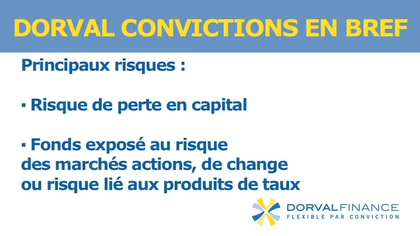 DORVAL CONVICTIONS EN BREF
Principaux risques :
▪ Risque de perte en capital
▪ Fonds exposé au risque
des marchés actions, de change
ou risque lié aux produits de taux
DORVALFINANCE
FLEXIBLE PAR CONVICTION